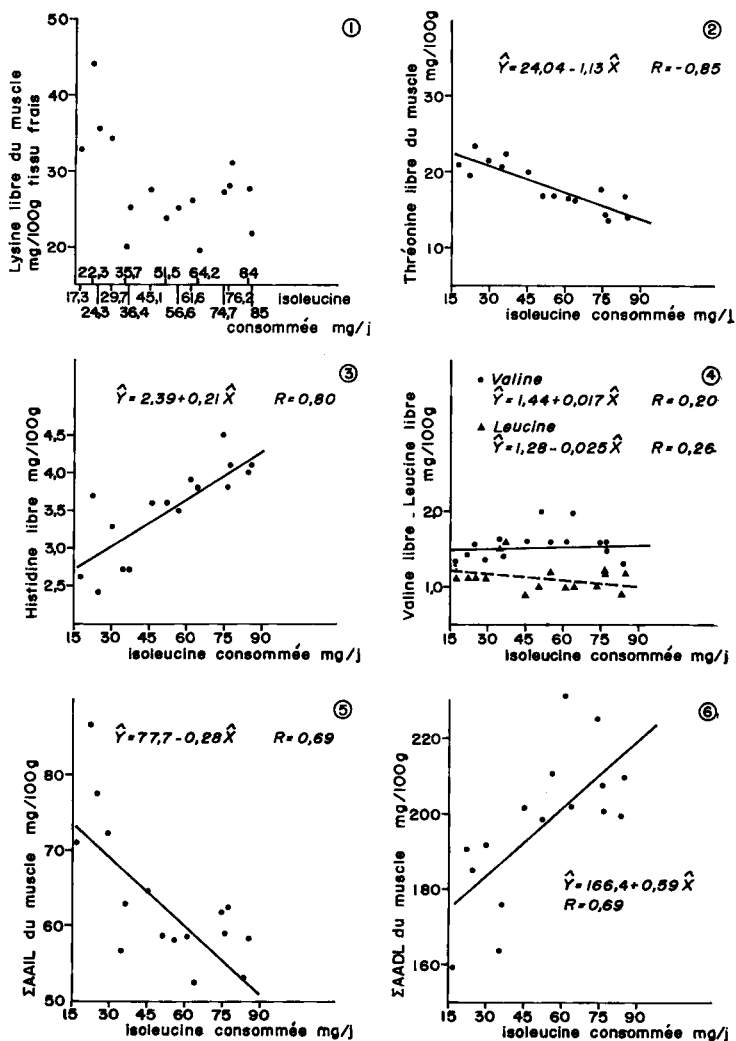 ①
50
40
30
20
Lysine libre du muscle
mg/100g tissu frais
22,3 35,7 51,5 64,2 84
17,3 29,7 45,1 61,6 76,2 isoleucine
24,3 36,4 56,6 74,7 85
consommée mg/j
②
Ŷ=24,04-1,13 X̂ R=-0,85
40
30
20
10
Thréonine libre du muscle
mg/100g
15 30 45 60 75 90
isoleucine consommée mg/j
③
Ŷ=2,39+0,21 X̂ R=0,80
4,5
4,0
3,5
3,0
2,5
Histidine libre mg/100g
15 30 45 60 75 90
isoleucine consommée mg/j
④
• Valine
Ŷ=1,44+0,017 X̂ R=0,20
▲ Leucine
Ŷ=1,28-0,025 X̂ R=0,26
2,0
1,0
Valine libre - Leucine libre
mg/100g
15 30 45 60 75 90
isoleucine consommée mg/j
⑤
Ŷ=77,7-0,28 X̂ R=0,69
80
70
60
50
ΣAAIL du muscle mg/100g
15 30 45 60 75 90
isoleucine consommée mg/j
⑥
220
200
180
160
ΣAADL du muscle mg/100g
Ŷ=166,4+0,59 X̂
R=0,69
15 30 45 60 75 90
isoleucine consommée mg/j